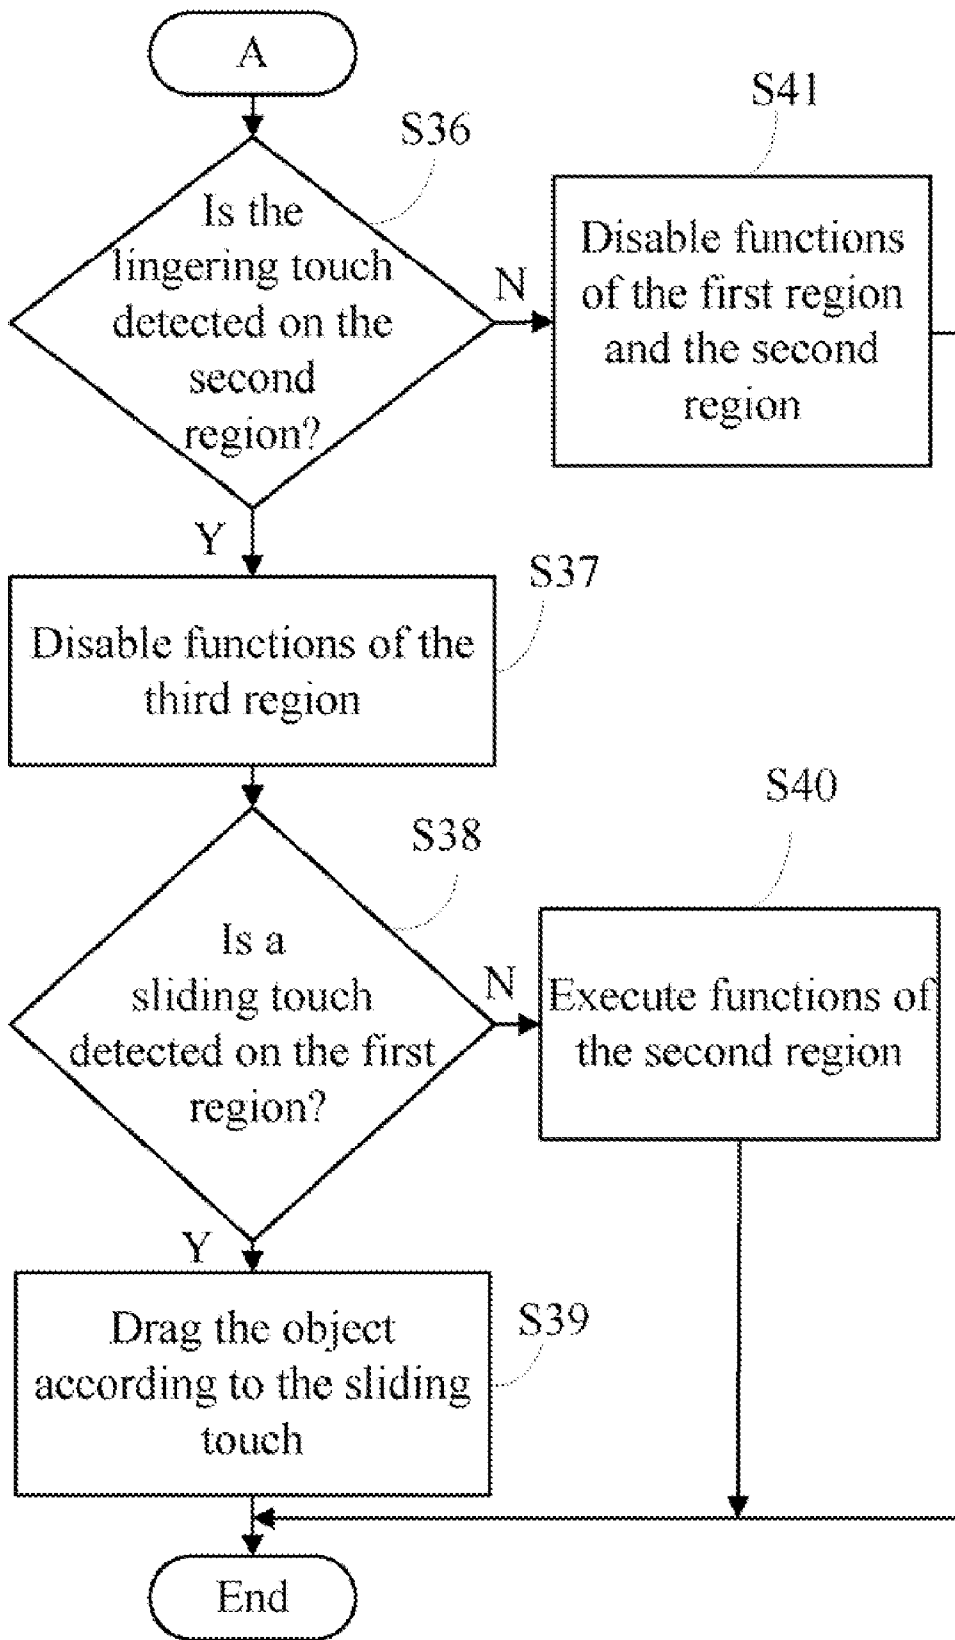 A
S36
Is the
lingering touch
detected on the
second
region?
N
S41
Disable functions
of the first region
and the second
region
Y
S37
Disable functions of the
third region
S38
Is a
sliding touch
detected on the first
region?
N
S40
Execute functions of
the second region
Y
S39
Drag the object
according to the sliding
touch
End